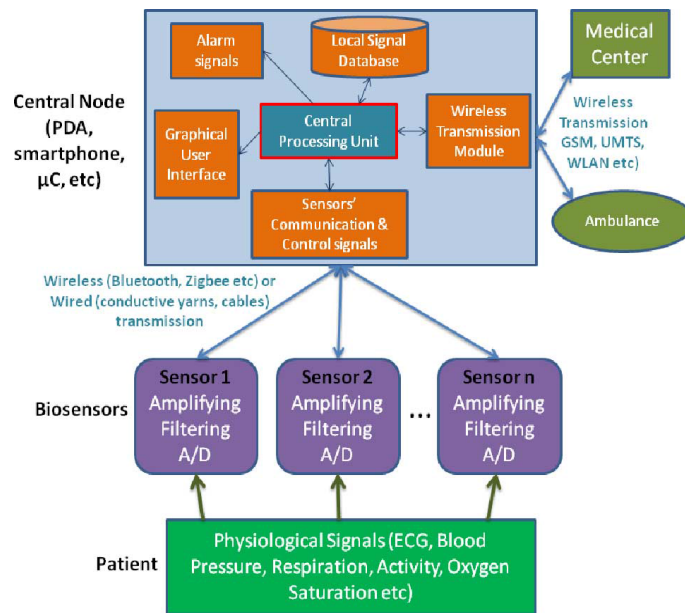 Alarm
signals
Local Signal
Database
Medical
Center
Central Node
(PDA,
smartphone,
µC, etc)
Graphical
User
Interface
Central
Processing Unit
Wireless
Transmission
Module
Wireless
Transmission
GSM, UMTS,
WLAN etc)
Sensors'
Communication &
Control signals
Ambulance
Wireless (Bluetooth, Zigbee etc) or
Wired (conductive yarns, cables)
transmission
Biosensors
Sensor 1
Amplifying
Filtering
A/D
Sensor 2
Amplifying
Filtering
A/D
...
Sensor n
Amplifying
Filtering
A/D
Patient
Physiological Signals (ECG, Blood
Pressure, Respiration, Activity, Oxygen
Saturation etc)